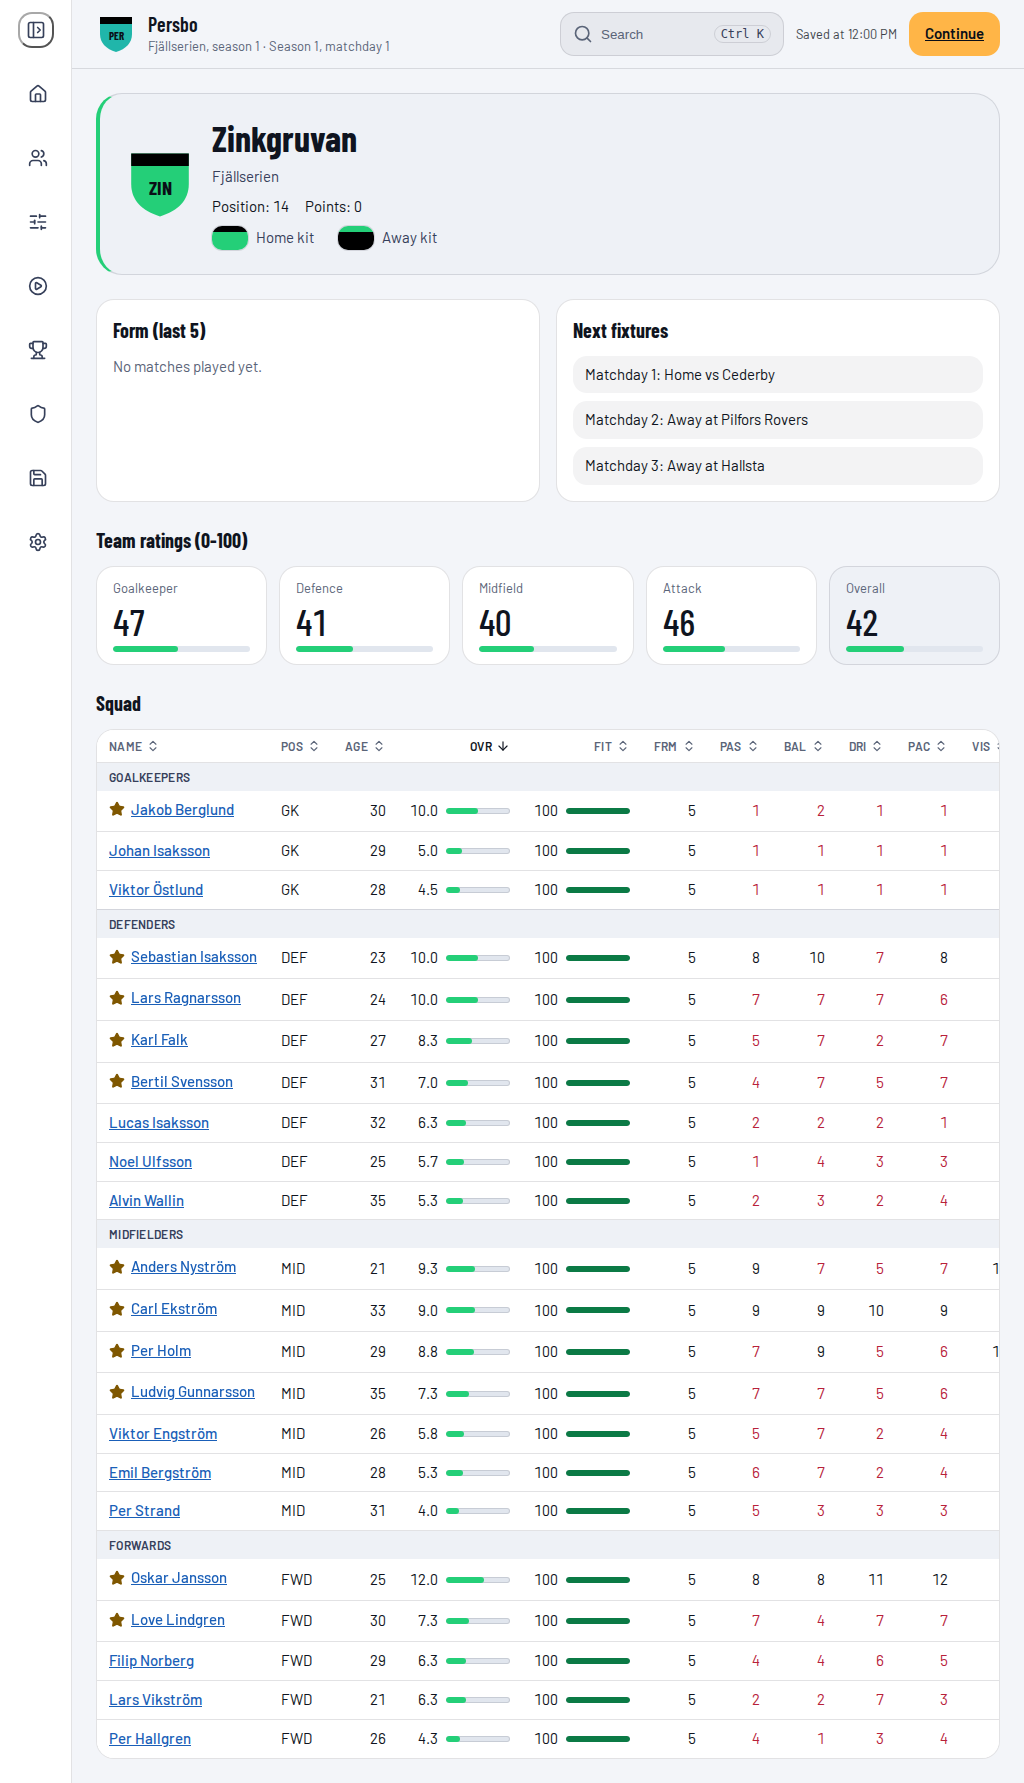 PER
Persbo
Fjällserien, season 1 · Season 1, matchday 1
Search
Ctrl K
Saved at 12:00 PM
Continue
ZIN
Zinkgruvan
Fjällserien
Position: 14 Points: 0
Home kit Away kit
Form (last 5)
No matches played yet.
Next fixtures
Matchday 1: Home vs Cederby
Matchday 2: Away at Pilfors Rovers
Matchday 3: Away at Hallsta
Team ratings (0-100)
Goalkeeper
47
Defence
41
Midfield
40
Attack
46
Overall
42
Squad
NAME POS AGE OVR FIT FRM PAS BAL DRI PAC VIS
GOALKEEPERS
Jakob Berglund GK 30 10.0 100 5 1 2 1 1
Johan Isaksson GK 29 5.0 100 5 1 1 1 1
Viktor Östlund GK 28 4.5 100 5 1 1 1 1
DEFENDERS
Sebastian Isaksson DEF 23 10.0 100 5 8 10 7 8
Lars Ragnarsson DEF 24 10.0 100 5 7 7 7 6
Karl Falk DEF 27 8.3 100 5 5 7 2 7
Bertil Svensson DEF 31 7.0 100 5 4 7 5 7
Lucas Isaksson DEF 32 6.3 100 5 2 2 2 1
Noel Ulfsson DEF 25 5.7 100 5 1 4 3 3
Alvin Wallin DEF 35 5.3 100 5 2 3 2 4
MIDFIELDERS
Anders Nyström MID 21 9.3 100 5 9 7 5 7
Carl Ekström MID 33 9.0 100 5 9 9 10 9
Per Holm MID 29 8.8 100 5 7 9 5 6
Ludvig Gunnarsson MID 35 7.3 100 5 7 7 5 6
Viktor Engström MID 26 5.8 100 5 5 7 2 4
Emil Bergström MID 28 5.3 100 5 6 7 2 4
Per Strand MID 31 4.0 100 5 5 3 3 3
FORWARDS
Oskar Jansson FWD 25 12.0 100 5 8 8 11 12
Love Lindgren FWD 30 7.3 100 5 7 4 7 7
Filip Norberg FWD 29 6.3 100 5 4 4 6 5
Lars Vikström FWD 21 6.3 100 5 2 2 7 3
Per Hallgren FWD 26 4.3 100 5 4 1 3 4